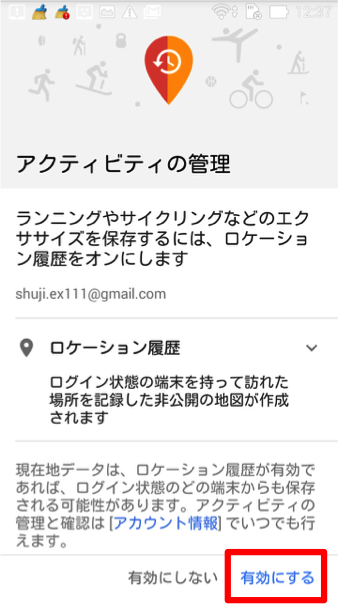 12:37
アクティビティの管理
ランニングやサイクリングなどのエク
ササイズを保存するには、ロケーショ
ン履歴をオンにします
shuji.ex111@gmail.com
ロケーション履歴
ログイン状態の端末を持って訪れた
場所を記録した非公開の地図が作成
されます
現在地データは、ロケーション履歴が有効で
あれば、ログイン状態のどの端末からも保存
される可能性があります。アクティビティの
管理と確認は [アカウント情報] でいつでも行
えます。
有効にしない 有効にする